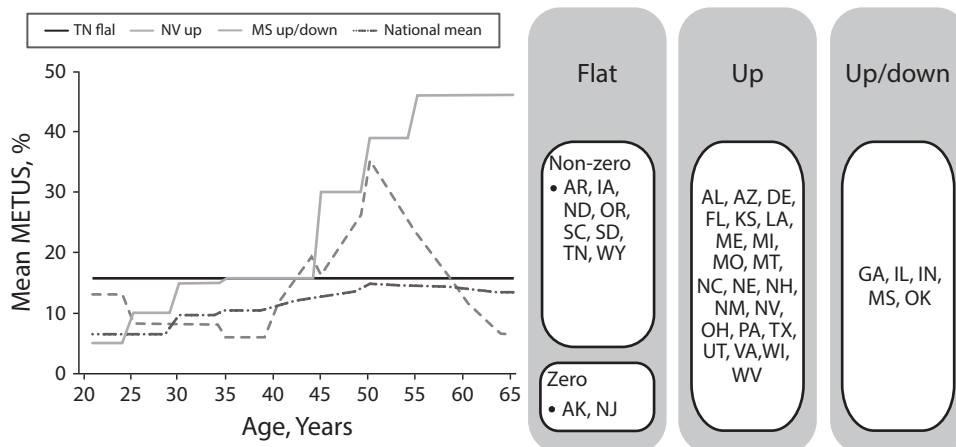 TN flal NV up MS up/down National mean
Mean METUS, %
50
40
30
20
10
0
20 25 30 35 40 45 50 55 60 65
Age, Years
Flat
Non-zero
• AR, IA,
ND, OR,
SC, SD,
TN, WY
Zero
• AK, NJ
Up
AL, AZ, DE,
FL, KS, LA,
ME, MI,
MO, MT,
NC, NE, NH,
NM, NV,
OH, PA, TX,
UT, VA,WI,
WV
Up/down
GA, IL, IN,
MS, OK